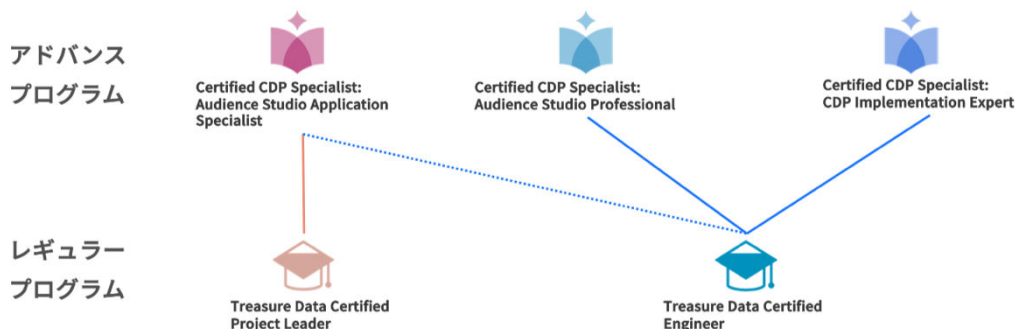 アドバンス
プログラム
Certified CDP Specialist:
Audience Studio Application
Specialist
Certified CDP Specialist:
Audience Studio Professional
Certified CDP Specialist:
CDP Implementation Expert
レギュラー
プログラム
Treasure Data Certified
Project Leader
Treasure Data Certified
Engineer